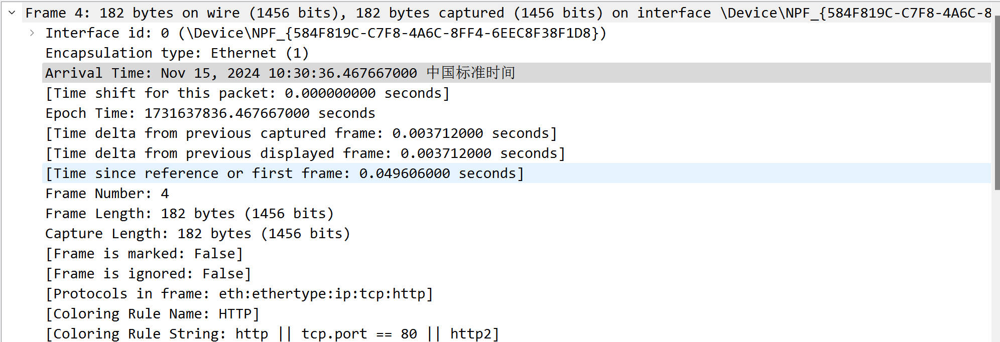 Frame 4: 182 bytes on wire (1456 bits), 182 bytes captured (1456 bits) on interface \Device\NPF_{584F819C-C7F8-4A6C-8
Interface id: 0 (\Device\NPF_{584F819C-C7F8-4A6C-8FF4-6EEC8F38F1D8})
Encapsulation type: Ethernet (1)
Arrival Time: Nov 15, 2024 10:30:36.467667000 中国标准时间
[Time shift for this packet: 0.000000000 seconds]
Epoch Time: 1731637836.467667000 seconds
[Time delta from previous captured frame: 0.003712000 seconds]
[Time delta from previous displayed frame: 0.003712000 seconds]
[Time since reference or first frame: 0.049606000 seconds]
Frame Number: 4
Frame Length: 182 bytes (1456 bits)
Capture Length: 182 bytes (1456 bits)
[Frame is marked: False]
[Frame is ignored: False]
[Protocols in frame: eth:ethertype:ip:tcp:http]
[Coloring Rule Name: HTTP]
[Coloring Rule String: http || tcp.port == 80 || http2]